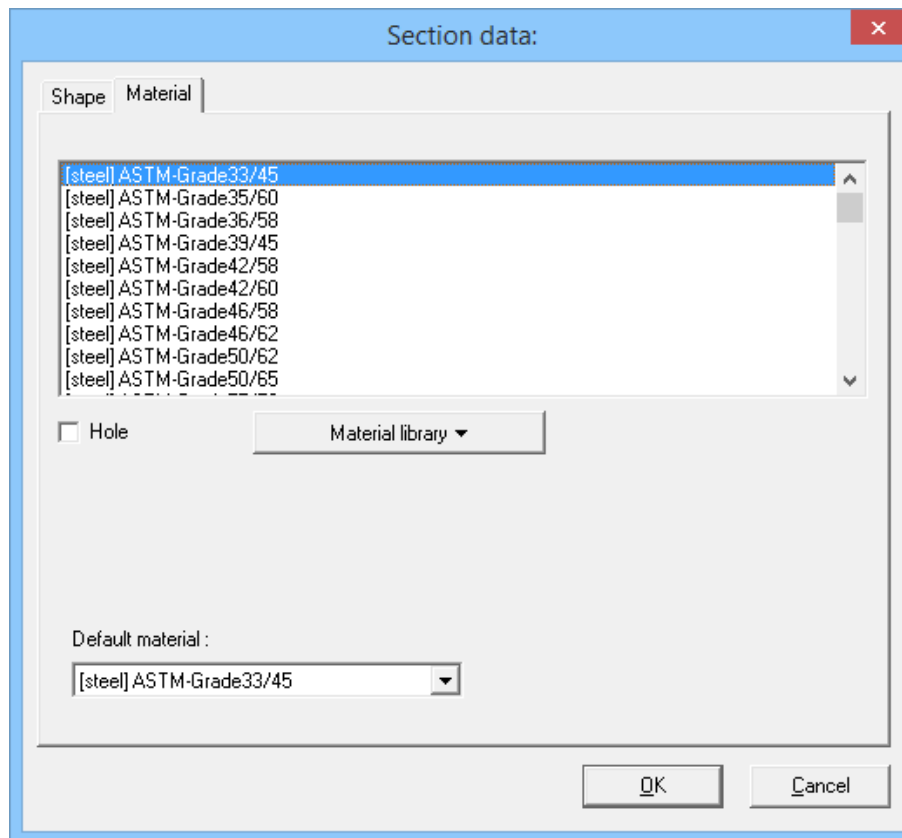 Section data:
Shape
Material
[steel] ASTM-Grade33/45
[steel] ASTM-Grade35/60
[steel] ASTM-Grade36/58
[steel] ASTM-Grade39/45
[steel] ASTM-Grade42/58
[steel] ASTM-Grade42/60
[steel] ASTM-Grade46/58
[steel] ASTM-Grade46/62
[steel] ASTM-Grade50/62
[steel] ASTM-Grade50/65
Hole
Material library
Default material :
[steel] ASTM-Grade33/45
OK
Cancel